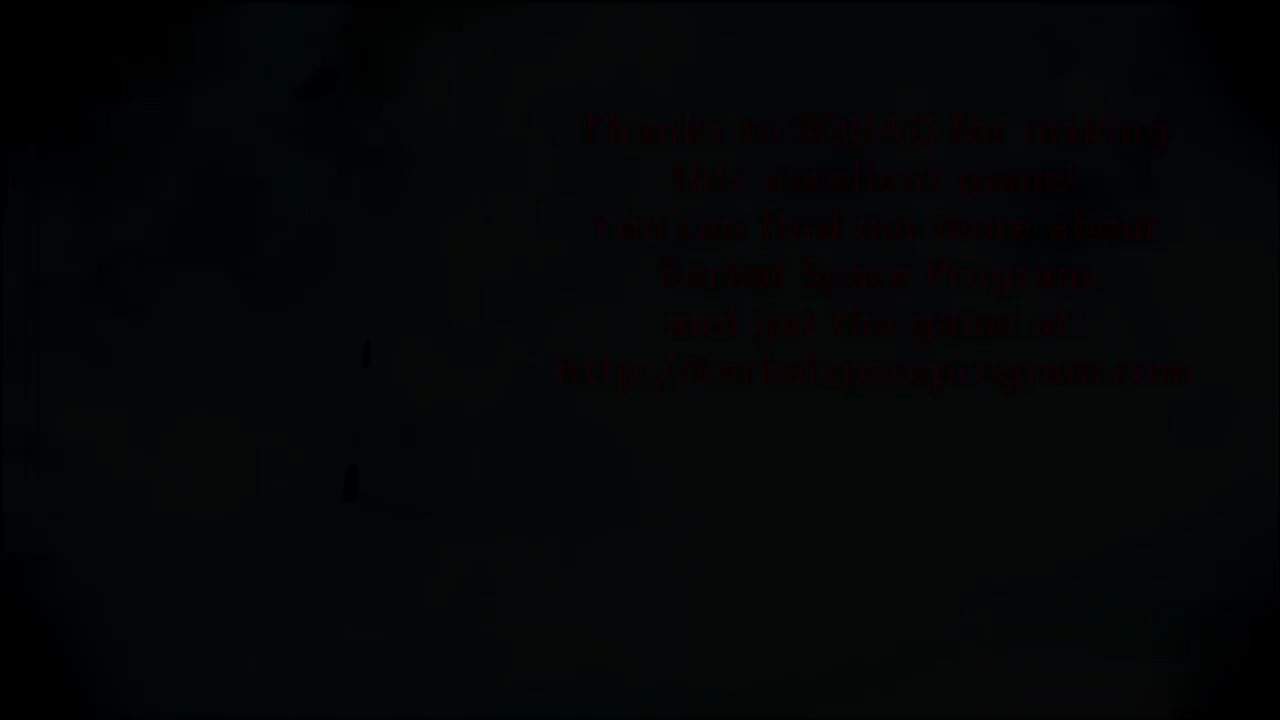 Thanks to SQUAD for making
this excellent game!
You can find out more about
Kerbal Space Program
and get the game at:
http://kerbalspaceprogram.com